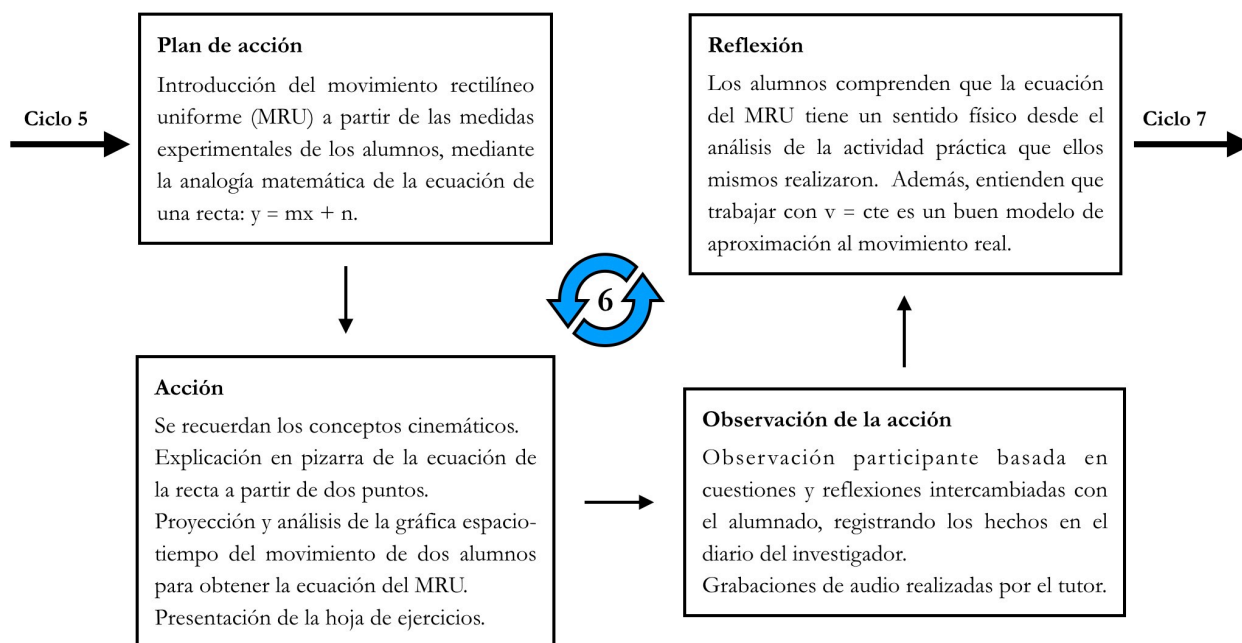 Ciclo 5
Plan de acción
Introducción del movimiento rectilíneo
uniforme (MRU) a partir de las medidas
experimentales de los alumnos, mediante
la analogía matemática de la ecuación de
una recta: y = mx + n.
Acción
Se recuerdan los conceptos cinemáticos.
Explicación en pizarra de la ecuación de
la recta a partir de dos puntos.
Proyección y análisis de la gráfica espacio-
tiempo del movimiento de dos alumnos
para obtener la ecuación del MRU.
Presentación de la hoja de ejercicios.
6
Observación de la acción
Observación participante basada en
cuestiones y reflexiones intercambiadas con
el alumnado, registrando los hechos en el
diario del investigador.
Grabaciones de audio realizadas por el tutor.
Reflexión
Los alumnos comprenden que la ecuación
del MRU tiene un sentido físico desde el
análisis de la actividad práctica que ellos
mismos realizaron. Además, entienden que
trabajar con v = cte es un buen modelo de
aproximación al movimiento real.
Ciclo 7